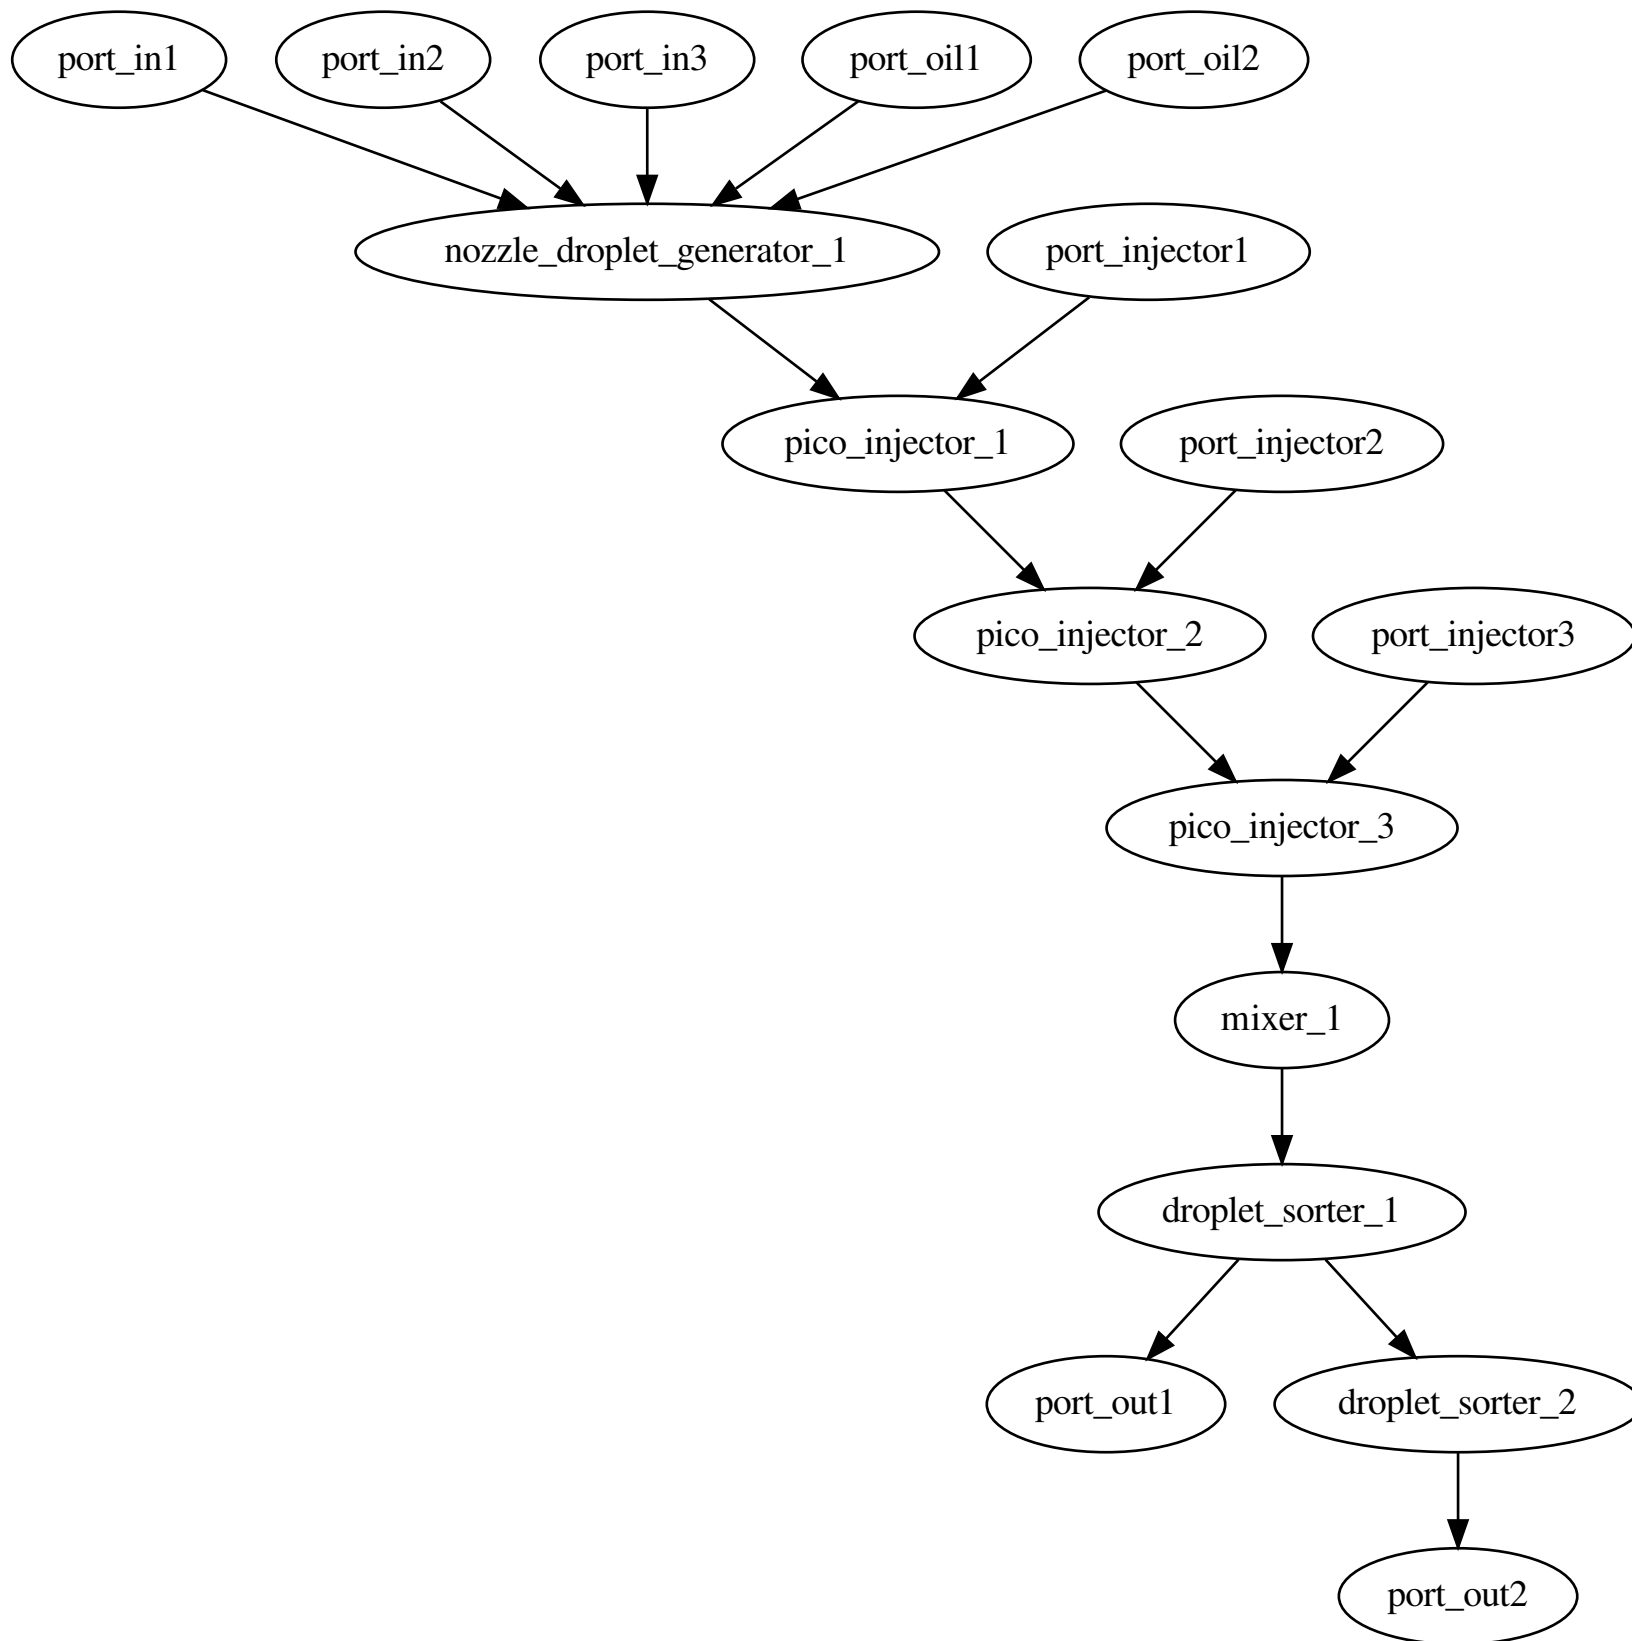 port_in1
port_in2
port_in3
port_oil1
port_oil2
nozzle_droplet_generator_1
port_injector1
pico_injector_1
port_injector2
pico_injector_2
port_injector3
pico_injector_3
mixer_1
droplet_sorter_1
port_out1
droplet_sorter_2
port_out2